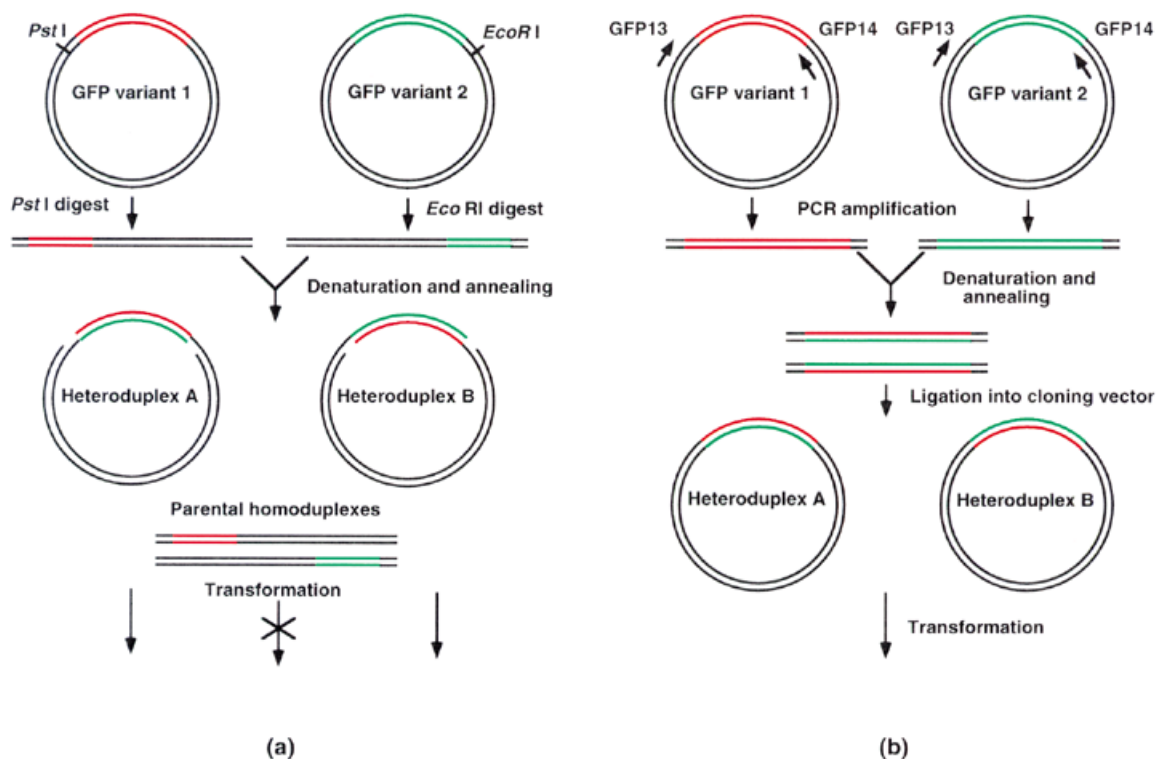 Pst I
EcoR I
GFP variant 1
GFP variant 2
Pst I digest
Eco RI digest
Denaturation and annealing
Heteroduplex A
Heteroduplex B
Parental homoduplexes
Transformation
(a)
GFP13
GFP14
GFP13
GFP14
GFP variant 1
GFP variant 2
PCR amplification
Denaturation and
annealing
Ligation into cloning vector
Heteroduplex A
Heteroduplex B
Transformation
(b)